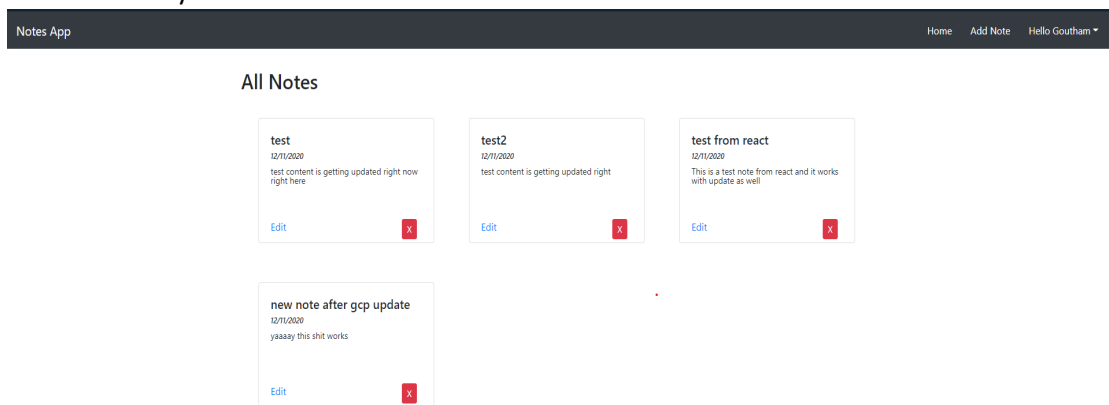 Notes App Home Add Note Hello Goutham
All Notes
test
12/11/2020
test content is getting updated right now
right here
Edit X
test2
12/11/2020
test content is getting updated right
Edit X
test from react
12/11/2020
This is a test note from react and it works
with update as well
Edit X
new note after gcp update
12/11/2020
yaaaay this shit works
Edit X